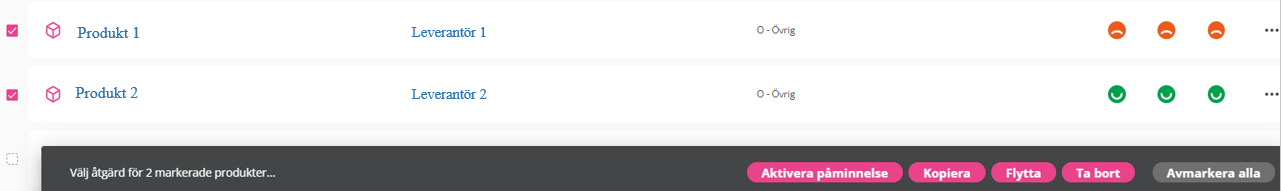 Produkt 1 Leverantör 1 O - Övrig
Produkt 2 Leverantör 2 O - Övrig
Välj åtgärd för 2 markerade produkter... Aktivera påminnelse Kopiera Flytta Ta bort Avmarkera alla